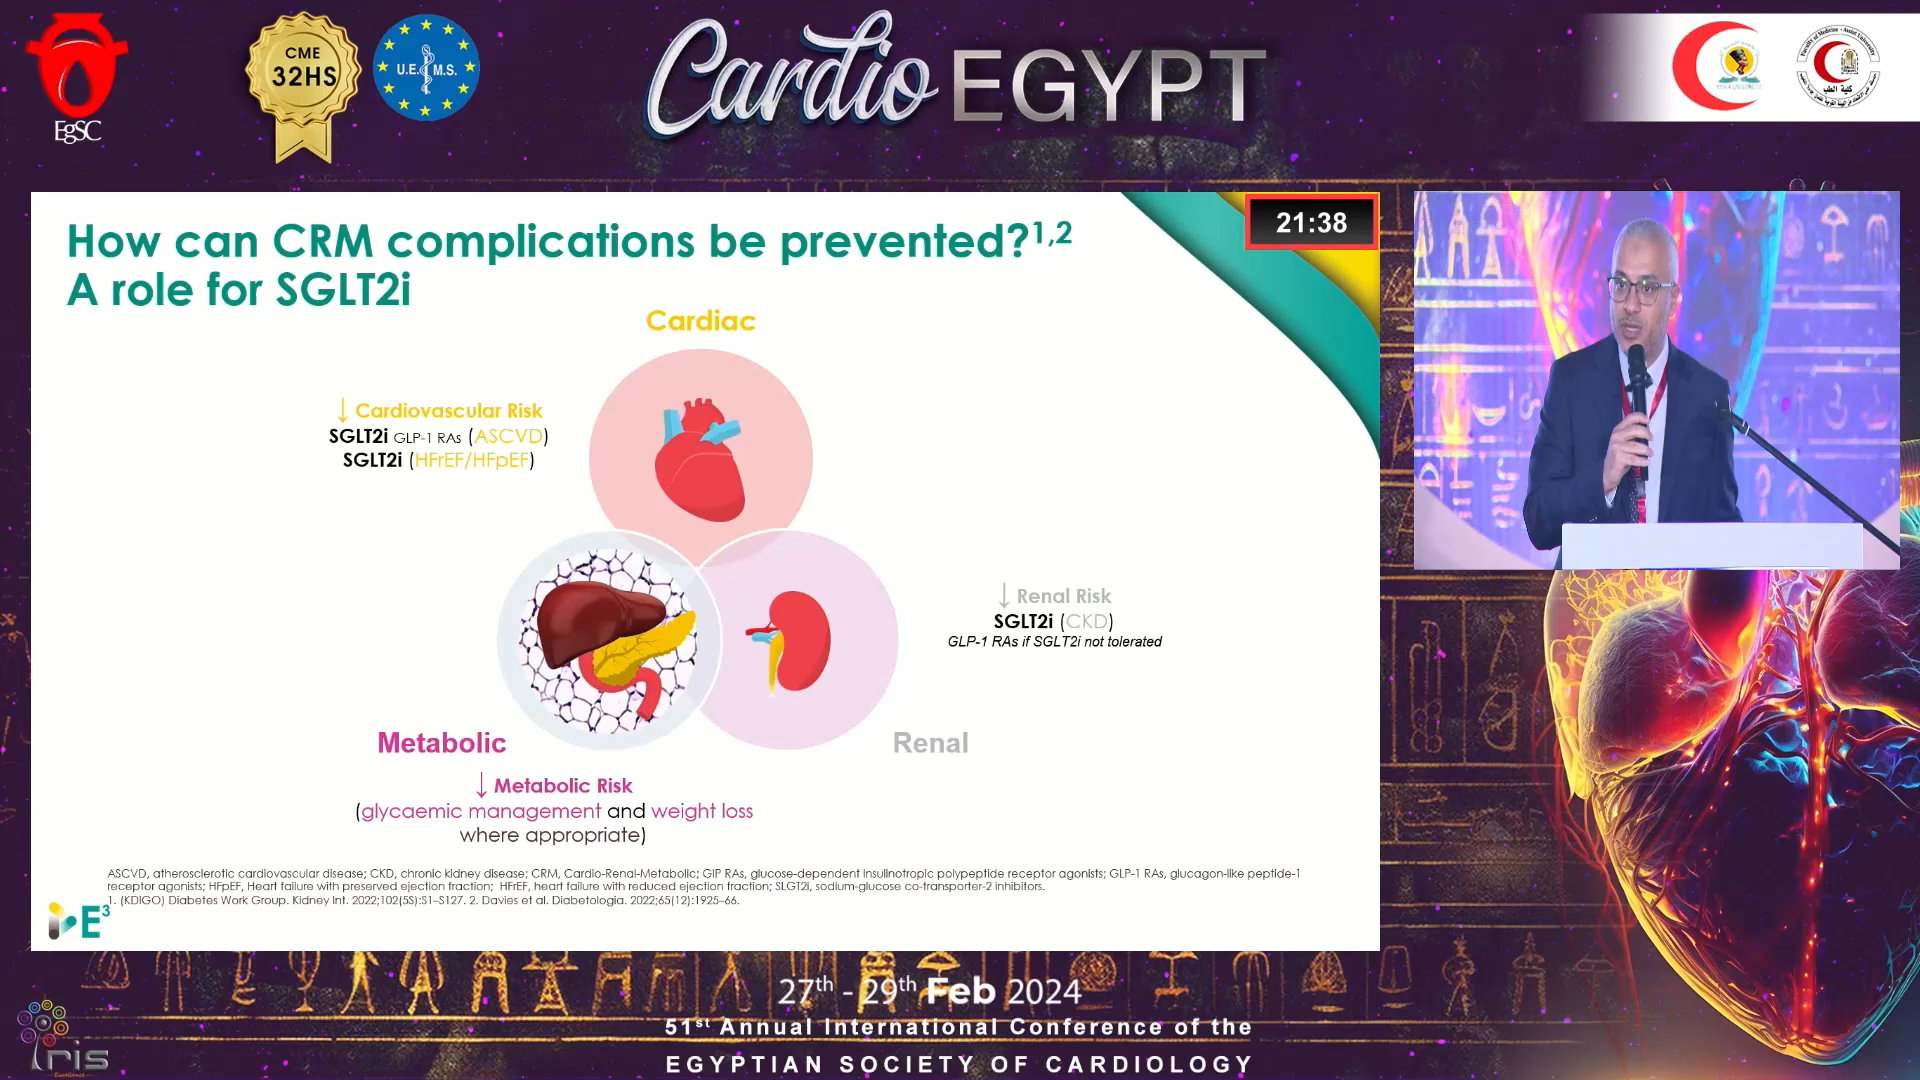 EgSC
CME
32HS
U.E.M.S.
Cardio EGYPT
كلية الطب
How can CRM complications be prevented?1,2
A role for SGLT2i
21:38
Cardiac
↓ Cardiovascular Risk
SGLT2i GLP-1 RAs (ASCVD)
SGLT2i (HFrEF/HFpEF)
↓ Renal Risk
SGLT2i (CKD)
GLP-1 RAs if SGLT2i not tolerated
Metabolic
Renal
↓ Metabolic Risk
(glycaemic management and weight loss
where appropriate)
ASCVD, atherosclerotic cardiovascular disease; CKD, chronic kidney disease; CRM, Cardio-Renal-Metabolic; GIP RAs, glucose-dependent insulinotropic polypeptide receptor agonists; GLP-1 RAs, glucagon-like peptide-1
receptor agonists; HFpEF, Heart failure with preserved ejection fraction; HFrEF, heart failure with reduced ejection fraction; SLGT2i, sodium-glucose co-transporter-2 inhibitors.
1. (KDIGO) Diabetes Work Group. Kidney Int. 2022;102(5S):S1–S127. 2. Davies et al. Diabetologia. 2022;65(12):1925–66.
E3
27th - 29th Feb 2024
51st Annual International Conference of the
EGYPTIAN SOCIETY OF CARDIOLOGY
Iris
Excellence